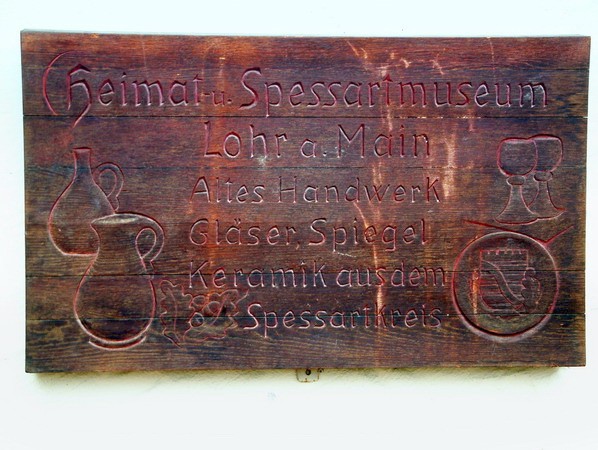 Heimat- u. Spessartmuseum
Lohr a. Main
Altes Handwerk
Gläser, Spiegel
Keramik aus dem
Spessartkreis